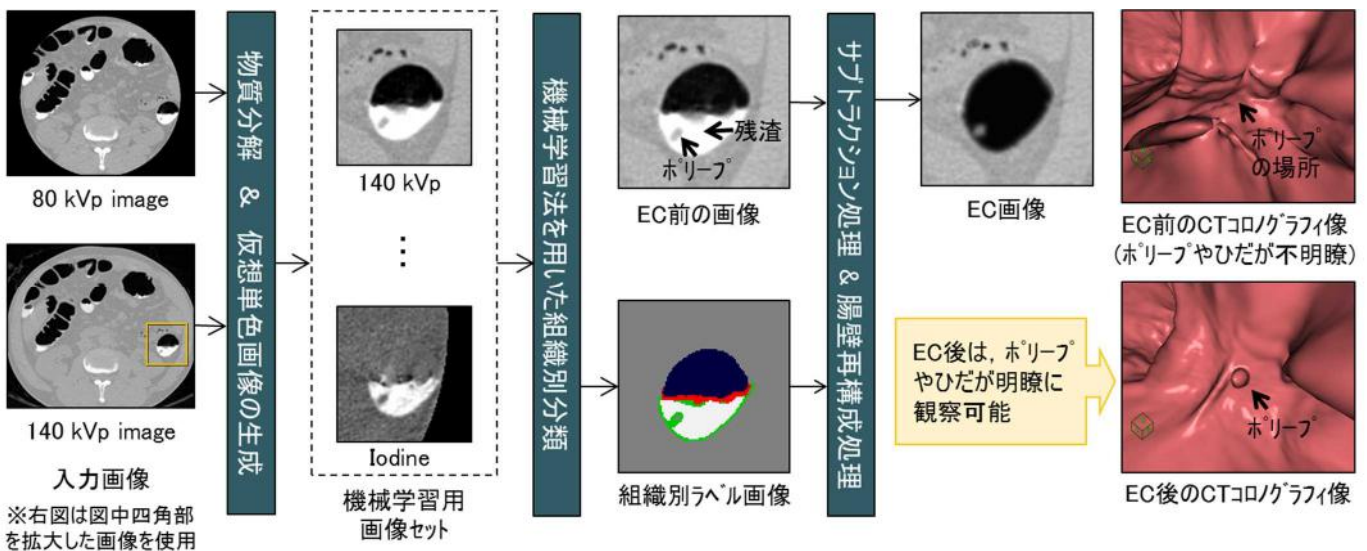 80 kVp image
140 kVp image
入力画像
※右図は図中四角部
を拡大した画像を使用
物質分解 & 仮想単色画像の生成
140 kVp
⋮
Iodine
機械学習用
画像セット
機械学習法を用いた組織別分類
残渣
ポリープ
EC前の画像
組織別ラベル画像
サブトラクション処理 & 腸壁再構成処理
EC画像
EC後は，ポリープ
やひだが明瞭に
観察可能
ポリープ
の場所
EC前のCTコロノグラフィ像
(ポリープやひだが不明瞭)
ポリープ
EC後のCTコロノグラフィ像